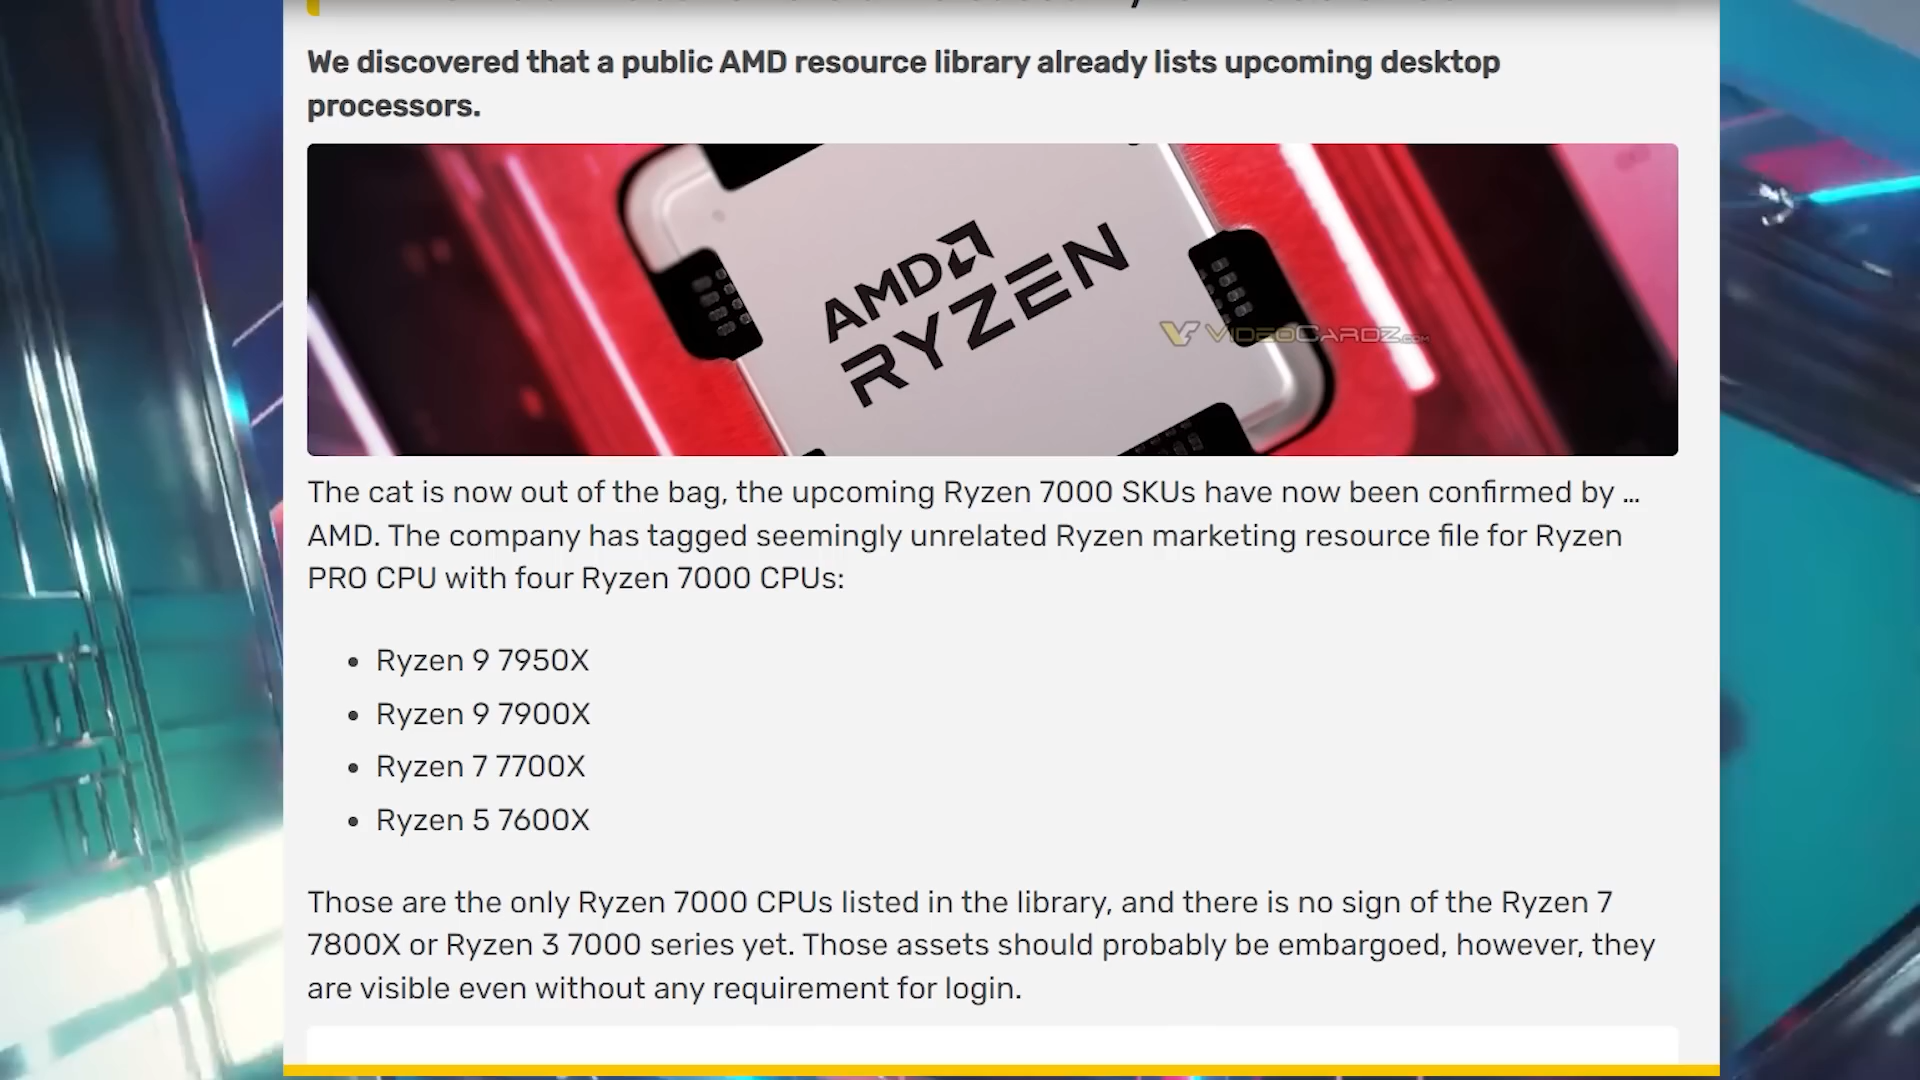 We discovered that a public AMD resource library already lists upcoming desktop
processors.
AMD
RYZEN
VIDEOCARDZ.COM
The cat is now out of the bag, the upcoming Ryzen 7000 SKUs have now been confirmed by …
AMD. The company has tagged seemingly unrelated Ryzen marketing resource file for Ryzen
PRO CPU with four Ryzen 7000 CPUs:
• Ryzen 9 7950X
• Ryzen 9 7900X
• Ryzen 7 7700X
• Ryzen 5 7600X
Those are the only Ryzen 7000 CPUs listed in the library, and there is no sign of the Ryzen 7
7800X or Ryzen 3 7000 series yet. Those assets should probably be embargoed, however, they
are visible even without any requirement for login.